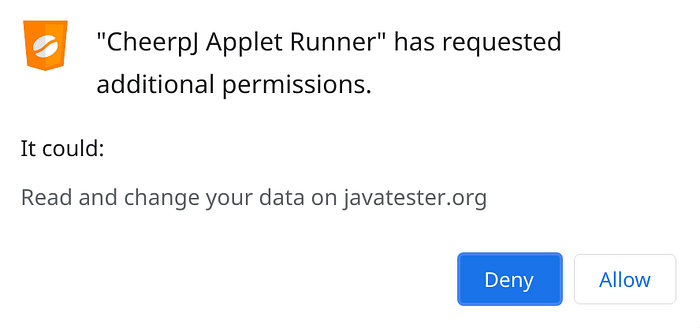 "CheerpJ Applet Runner" has requested
additional permissions.
It could:
Read and change your data on javatester.org
Deny
Allow